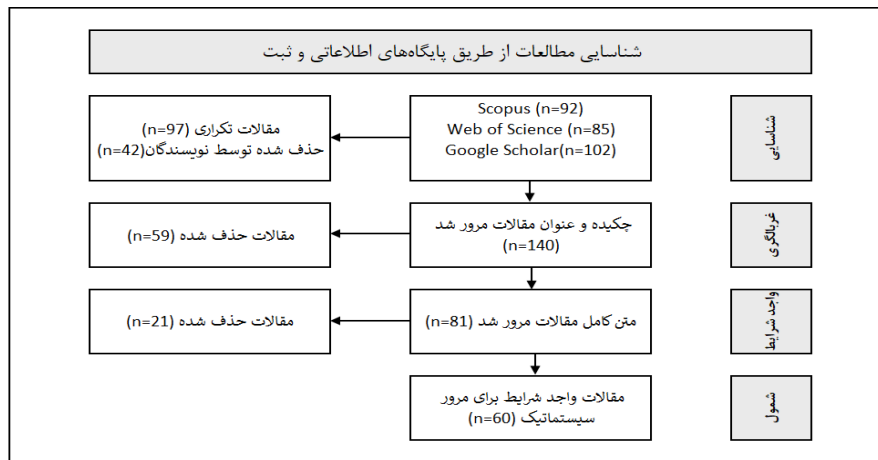 شناسایی مطالعات از طریق پایگاه‌های اطلاعاتی و ثبت
شناسایی
Scopus (n=92)
Web of Science (n=85)
Google Scholar(n=102)
مقالات تکراری (n=97)
حذف شده توسط نویسندگان(n=42)
غربالگری
چکیده و عنوان مقالات مرور شد
(n=140)
مقالات حذف شده (n=59)
واجد شرایط
متن کامل مقالات مرور شد (n=81)
مقالات حذف شده (n=21)
شمول
مقالات واجد شرایط برای مرور
سیستماتیک (n=60)